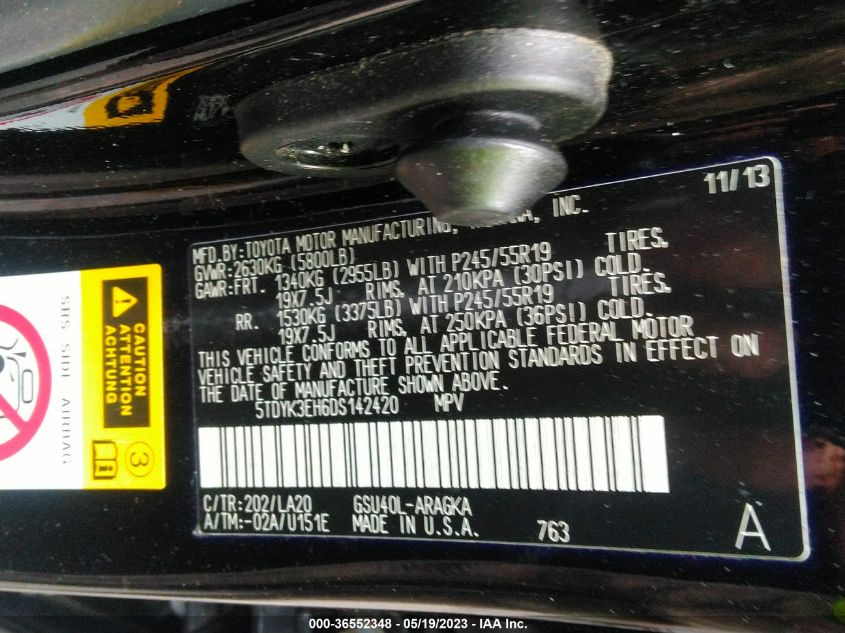 11/13
MFD.BY:TOYOTA MOTOR MANUFACTURING, INC.
GVWR:2630KG (5800LB)
GAWR:FRT. 1340KG (2955LB) WITH P245/55R19 TIRES,
19X7.5J RIMS, AT 210KPA (30PSI) COLD.
RR. 1530KG (3375LB) WITH P245/55R19 TIRES,
19X7.5J RIMS, AT 250KPA (36PSI) COLD.
THIS VEHICLE CONFORMS TO ALL APPLICABLE FEDERAL MOTOR
VEHICLE SAFETY AND THEFT PREVENTION STANDARDS IN EFFECT ON
THE DATE OF MANUFACTURE SHOWN ABOVE.
5TDYK3EH6DS142420 MPV
C/TR:202/LA20 GSU40L-ARAGKA
A/TM:-02A/U151E MADE IN U.S.A. 763 A
CAUTION
ACHTUNG
ATTENTION
3
SRS SIDE AIRBAG
000-36552348 - 05/19/2023 - IAA Inc.